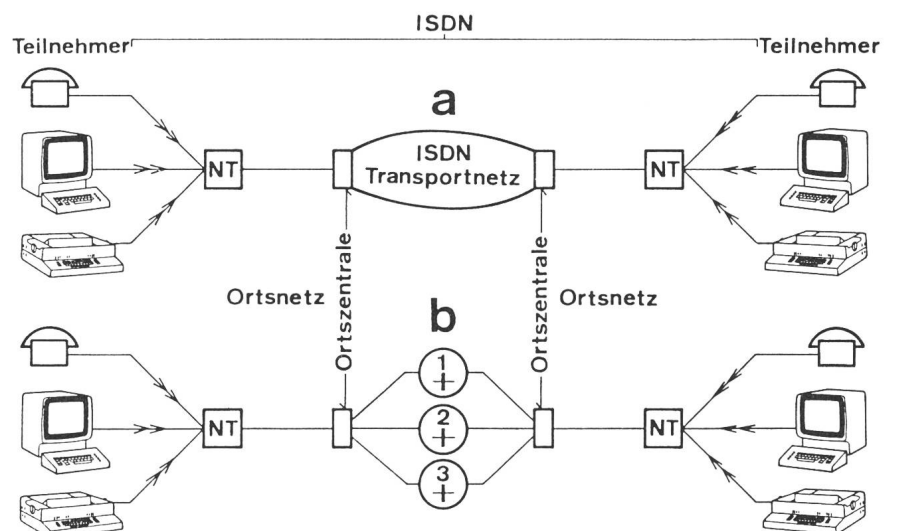 ISDN
Teilnehmer
Teilnehmer
a
ISDN
Transportnetz
NT
NT
Ortszentrale
Ortszentrale
Ortsnetz
Ortsnetz
b
1
+
NT
2
+
NT
3
+